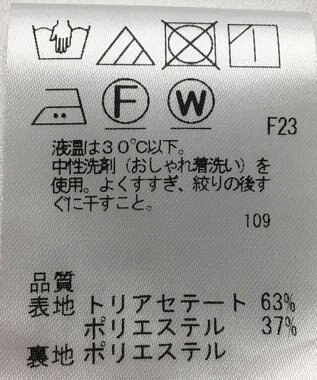 F W
F23
液温は30℃以下。
中性洗剤（おしゃれ着洗い）を
使用。よくすすぎ、絞りの後す
ぐに干すこと。
109
品質
表地 トリアセテート 63%
ポリエステル 37%
裏地 ポリエステル